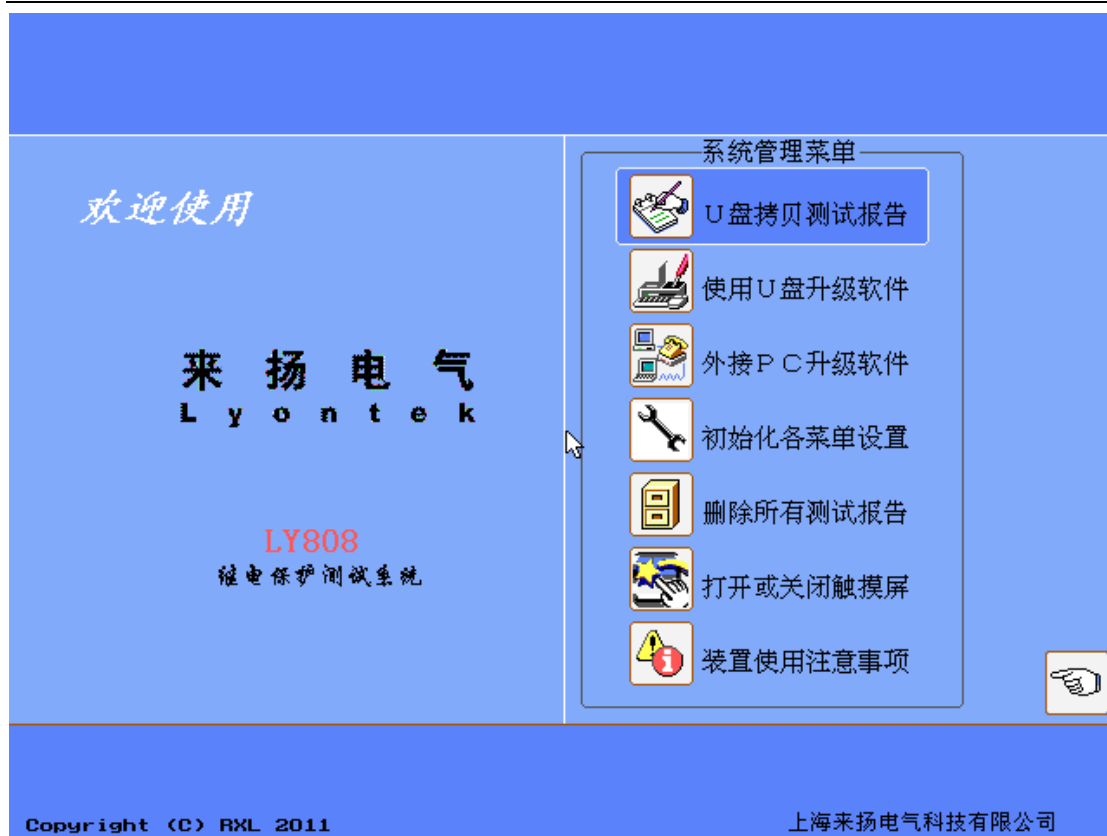 欢迎使用
来扬电气
Lyontek
LY808
继电保护测试系统
系统管理菜单
U盘拷贝测试报告
使用U盘升级软件
外接PC升级软件
初始化各菜单设置
删除所有测试报告
打开或关闭触摸屏
装置使用注意事项
Copyright (C) RXL 2011
上海来扬电气科技有限公司